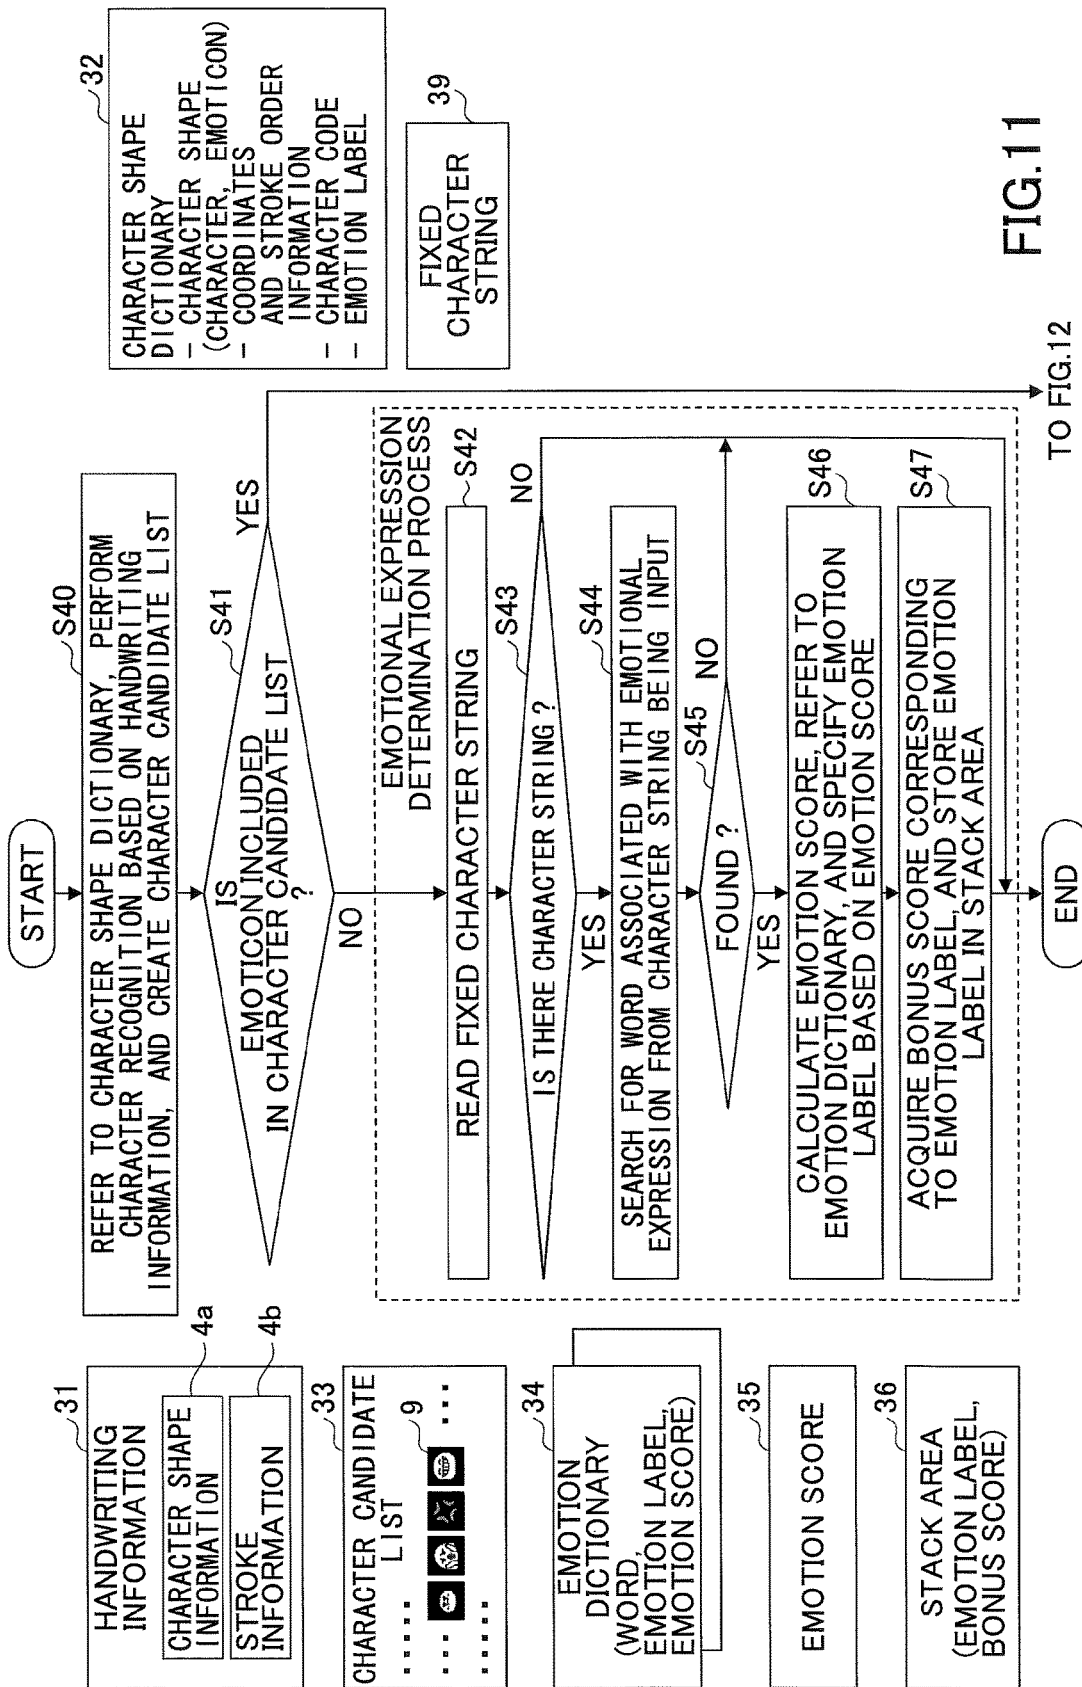 START
S40
REFER TO CHARACTER SHAPE DICTIONARY, PERFORM
CHARACTER RECOGNITION BASED ON HANDWRITING
INFORMATION, AND CREATE CHARACTER CANDIDATE LIST
S41
IS
EMOTICON INCLUDED
IN CHARACTER CANDIDATE LIST
?
YES
NO
EMOTIONAL EXPRESSION
DETERMINATION PROCESS
S42
READ FIXED CHARACTER STRING
S43
IS THERE CHARACTER STRING ?
NO
YES
S44
SEARCH FOR WORD ASSOCIATED WITH EMOTIONAL
EXPRESSION FROM CHARACTER STRING BEING INPUT
S45
FOUND ?
NO
YES
S46
CALCULATE EMOTION SCORE, REFER TO
EMOTION DICTIONARY, AND SPECIFY EMOTION
LABEL BASED ON EMOTION SCORE
S47
ACQUIRE BONUS SCORE CORRESPONDING
TO EMOTION LABEL, AND STORE EMOTION
LABEL IN STACK AREA
END
TO FIG.12
31
HANDWRITING
INFORMATION
4a
CHARACTER SHAPE
INFORMATION
4b
STROKE
INFORMATION
33
CHARACTER CANDIDATE
LIST
9
34
EMOTION
DICTIONARY
(WORD,
EMOTION LABEL,
EMOTION SCORE)
35
EMOTION SCORE
36
STACK AREA
(EMOTION LABEL,
BONUS SCORE)
32
CHARACTER SHAPE
DICTIONARY
- CHARACTER SHAPE
(CHARACTER, EMOTICON)
- COORDINATES
AND STROKE ORDER
INFORMATION
- CHARACTER CODE
- EMOTION LABEL
39
FIXED
CHARACTER
STRING
FIG.11